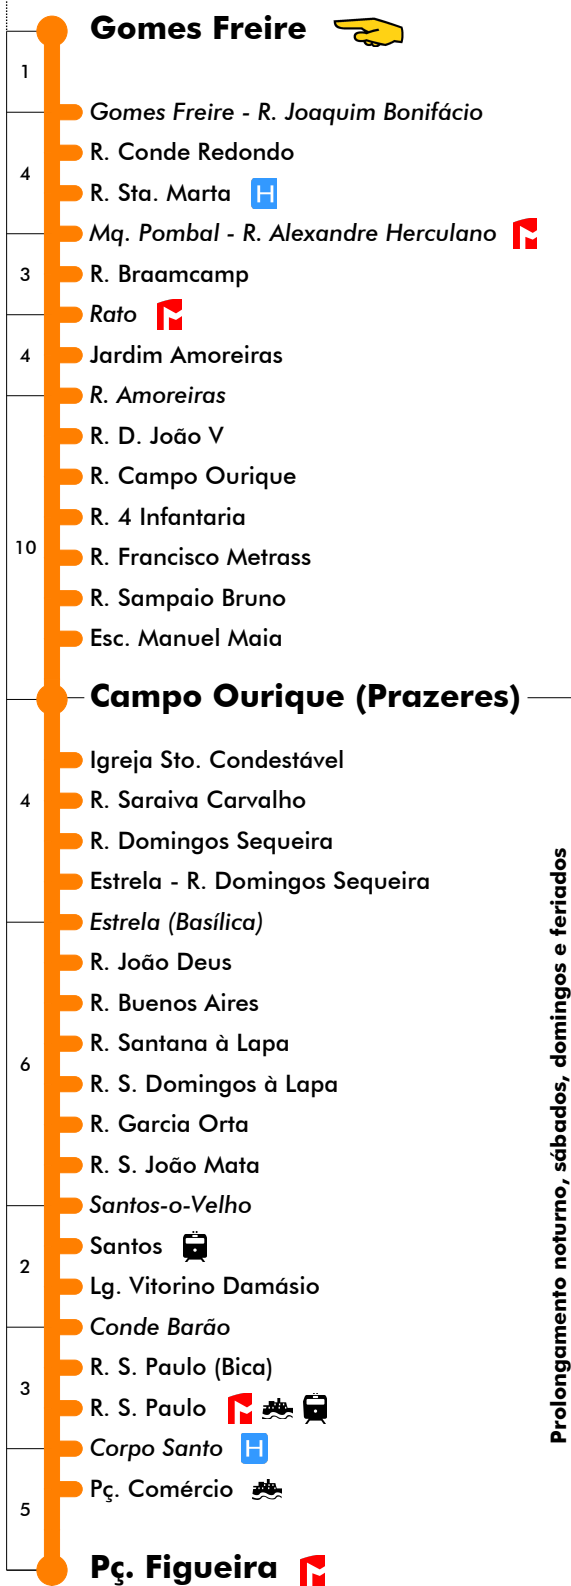 Gomes Freire
1
Gomes Freire - R. Joaquim Bonifácio
R. Conde Redondo
4
R. Sta. Marta H
Mq. Pombal - R. Alexandre Herculano
3 R. Braamcamp
Rato
4 Jardim Amoreiras
R. Amoreiras
R. D. João V
R. Campo Ourique
R. 4 Infantaria
10
R. Francisco Metrass
R. Sampaio Bruno
Esc. Manuel Maia
Campo Ourique (Prazeres)
Igreja Sto. Condestável
4 R. Saraiva Carvalho
R. Domingos Sequeira
Estrela - R. Domingos Sequeira
Estrela (Basílica)
R. João Deus
R. Buenos Aires
R. Santana à Lapa
6
R. S. Domingos à Lapa
R. Garcia Orta
R. S. João Mata
Santos-o-Velho
Santos
2
Lg. Vitorino Damásio
Conde Barão
R. S. Paulo (Bica)
3
R. S. Paulo
Corpo Santo H
Pç. Comércio
5
Pç. Figueira
Prolongamento noturno, sábados, domingos e feriados